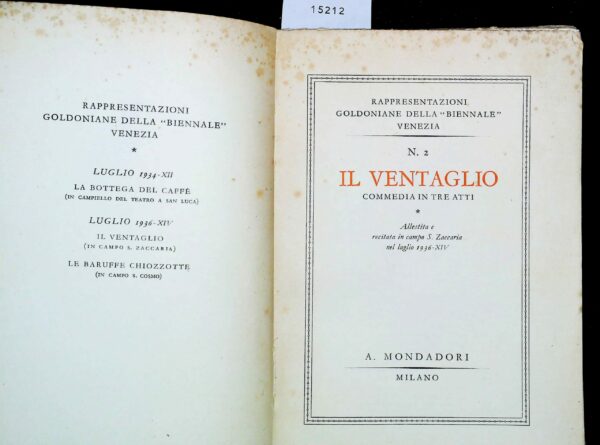 15212
RAPPRESENTAZIONI
GOLDONIANE DELLA "BIENNALE"
VENEZIA
*
LUGLIO 1934-XII
LA BOTTEGA DEL CAFFÈ
(IN CAMPIELLO DEL TEATRO A SAN LUCA)
LUGLIO 1936-XIV
IL VENTAGLIO
(IN CAMPO S. ZACCARIA)
LE BARUFFE CHIOZZOTTE
(IN CAMPO S. COSMO)
RAPPRESENTAZIONI
GOLDONIANE DELLA "BIENNALE"
VENEZIA
N. 2
IL VENTAGLIO
COMMEDIA IN TRE ATTI
*
Allestita e
recitata in campo S. Zaccaria
nel luglio 1936-XIV
A. MONDADORI
MILANO